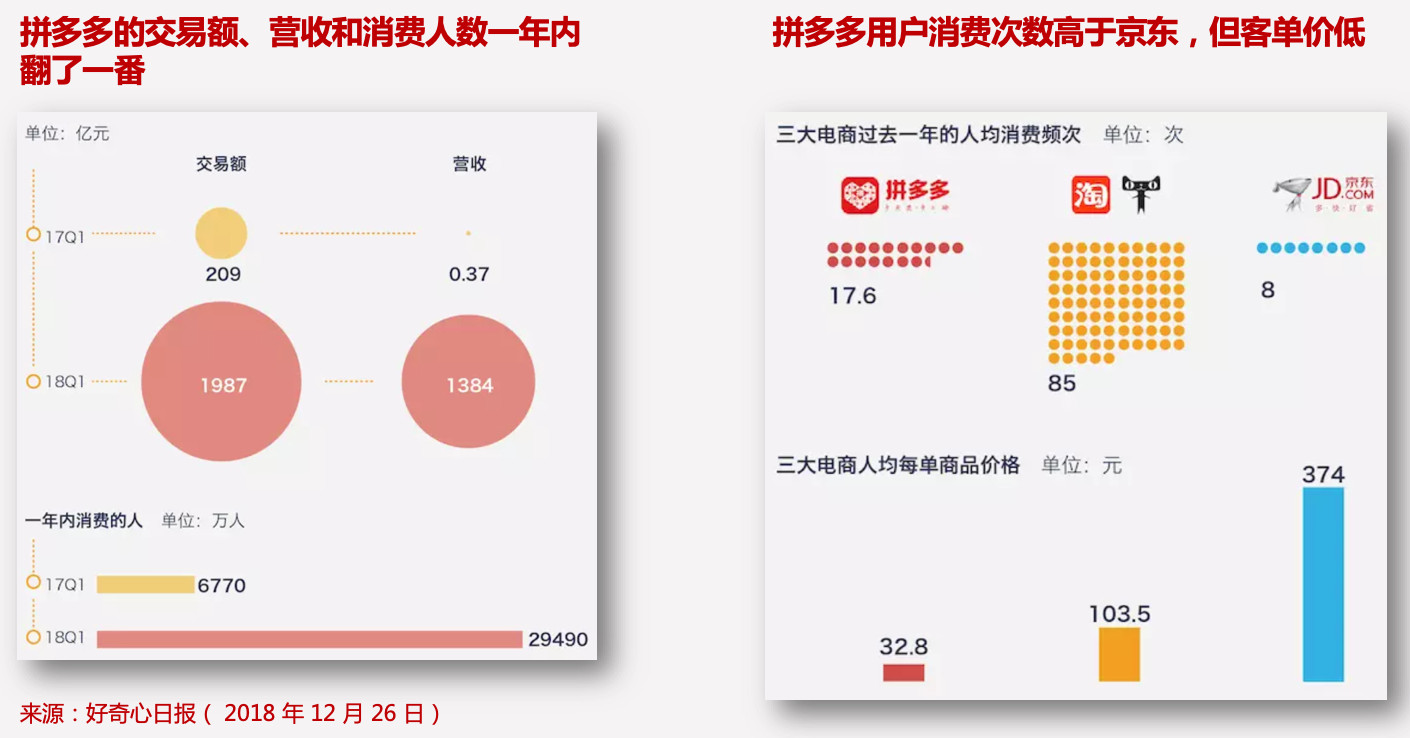 拼多多的交易额、营收和消费人数一年内
翻了一番
单位：亿元
交易额 营收
17Q1
209 0.37
18Q1 1987 1384
一年内消费的人 单位：万人
17Q1 6770
18Q1 29490
来源：好奇心日报（ 2018 年 12 月 26 日）
拼多多用户消费次数高于京东，但客单价低
三大电商过去一年的人均消费频次 单位：次
拼多多 淘 JD.COM 京东
多·快·好·省
17.6 85 8
三大电商人均每单商品价格 单位：元
32.8 103.5 374